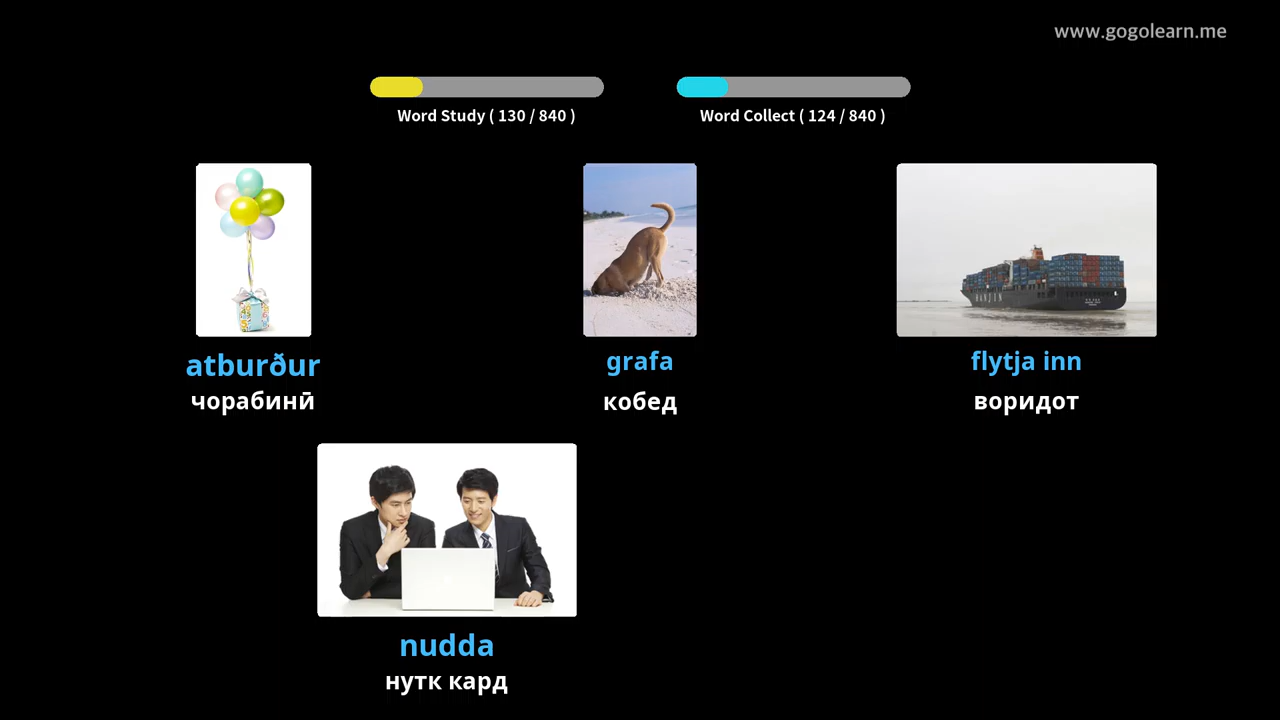 www.gogolearn.me
Word Study ( 130 / 840 )
Word Collect ( 124 / 840 )
atburður
чорабинӣ
grafa
кобед
flytja inn
воридот
nudda
нутк кард